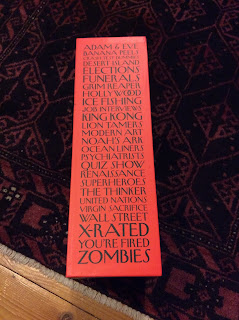 ADAM & EVE
BANANA PEELS
DESERT ISLAND
ELECTIONS
FUNERALS
GRIM REAPER
HOLLYWOOD
ICE FISHING
JOB INTERVIEWS
KING KONG
LION TAMERS
MODERN ART
NOAH'S ARK
OCEAN LINERS
PSYCHIATRISTS
QUIZ SHOW
RENAISSANCE
SUPERHEROES
THE THINKER
UNITED NATIONS
VIRGIN SACRIFICE
WALL STREET
X-RATED
YOU'RE FIRED
ZOMBIES